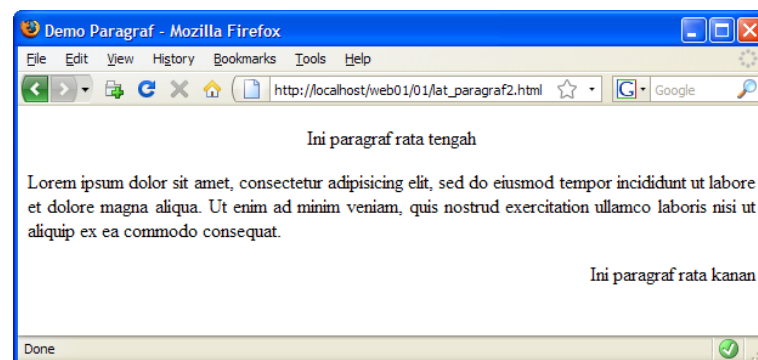 Demo Paragraf - Mozilla Firefox
File Edit View History Bookmarks Tools Help
http://localhost/web01/01/lat_paragraf2.html G Google
Ini paragraf rata tengah
Lorem ipsum dolor sit amet, consectetur adipisicing elit, sed do eiusmod tempor incididunt ut labore
et dolore magna aliqua. Ut enim ad minim veniam, quis nostrud exercitation ullamco laboris nisi ut
aliquip ex ea commodo consequat.
Ini paragraf rata kanan
Done